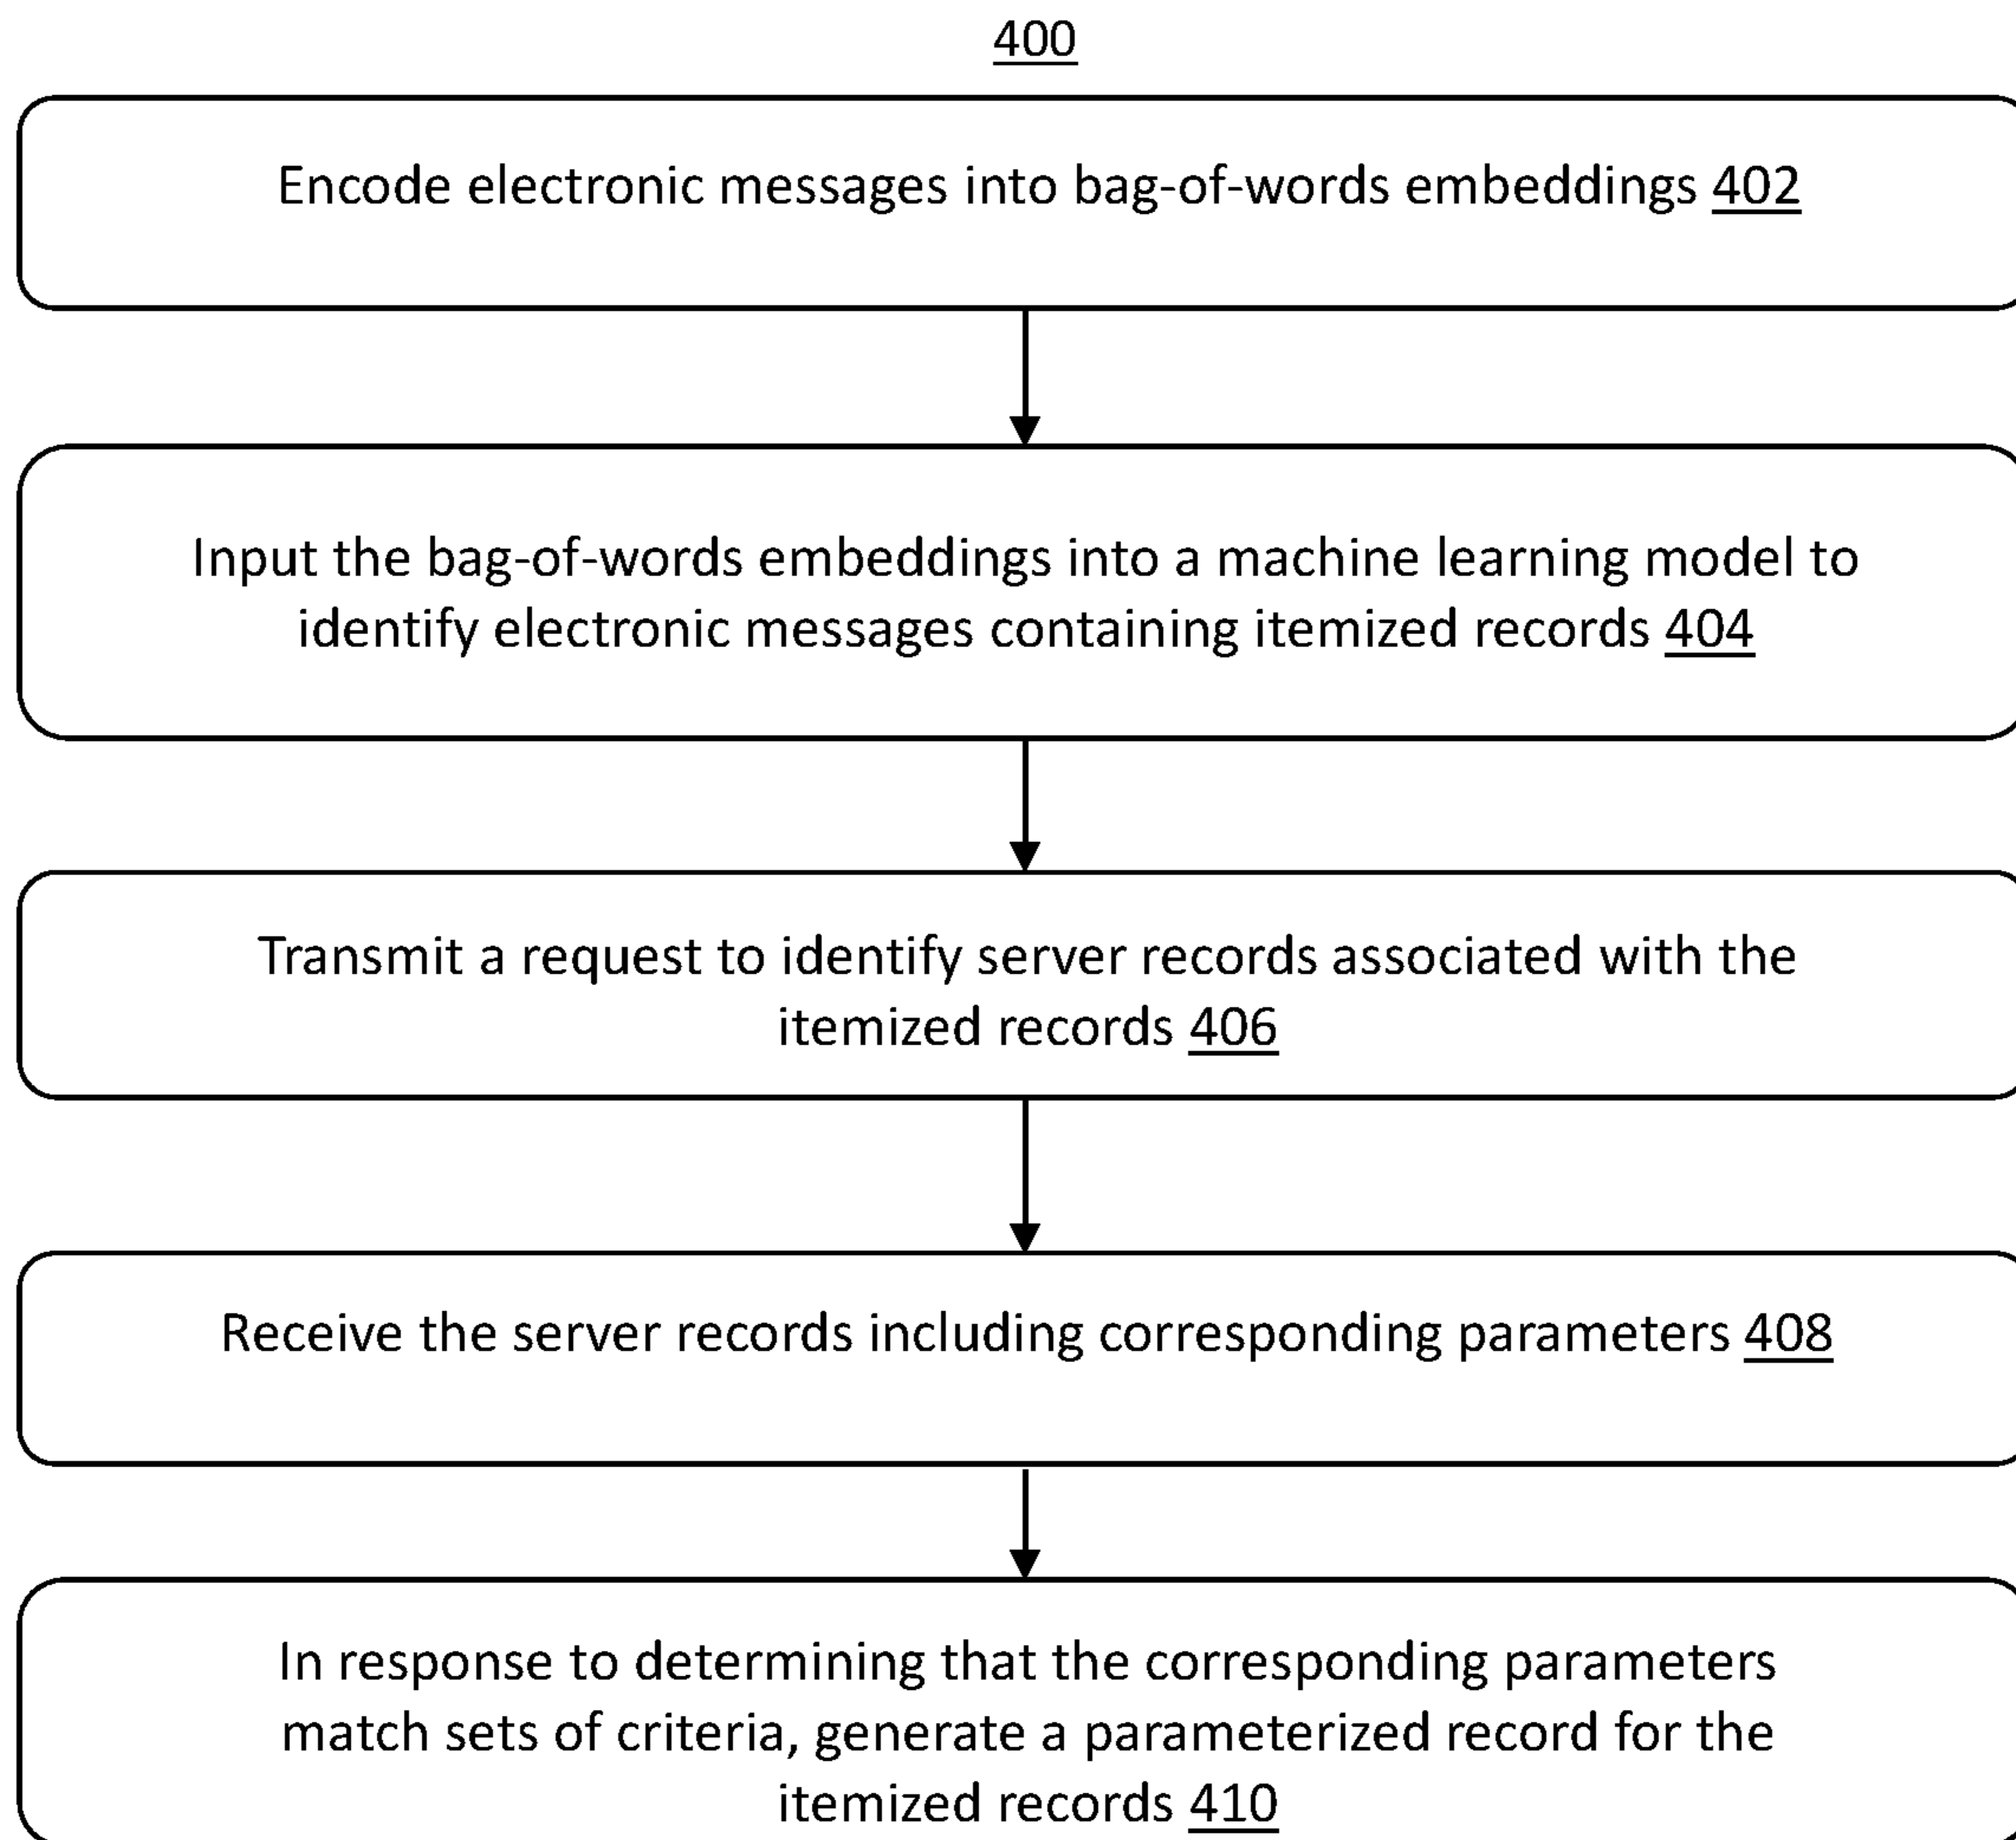 400
Encode electronic messages into bag-of-words embeddings 402
Input the bag-of-words embeddings into a machine learning model to
identify electronic messages containing itemized records 404
Transmit a request to identify server records associated with the
itemized records 406
Receive the server records including corresponding parameters 408
In response to determining that the corresponding parameters
match sets of criteria, generate a parameterized record for the
itemized records 410